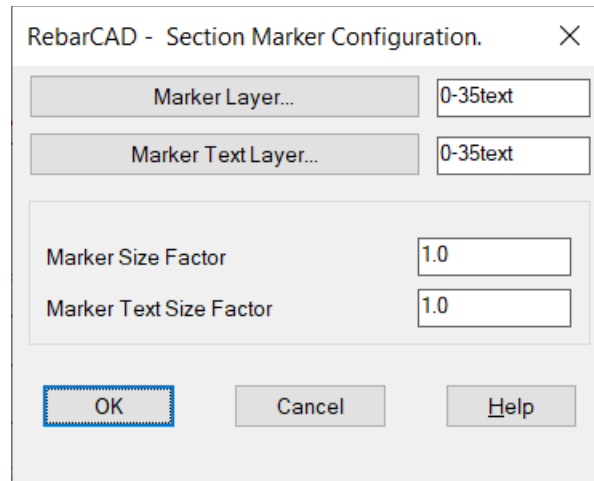 RebarCAD - Section Marker Configuration.
Marker Layer... 0-35text
Marker Text Layer... 0-35text
Marker Size Factor 1.0
Marker Text Size Factor 1.0
OK Cancel Help